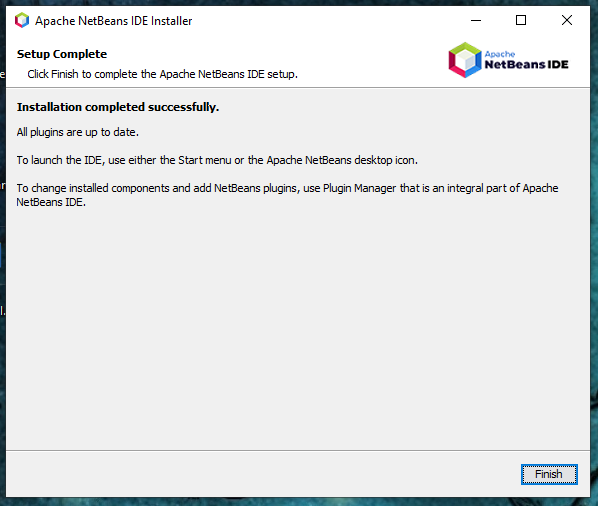 Apache NetBeans IDE Installer
Setup Complete
Click Finish to complete the Apache NetBeans IDE setup.
Apache
NetBeans IDE
Installation completed successfully.
All plugins are up to date.
To launch the IDE, use either the Start menu or the Apache NetBeans desktop icon.
To change installed components and add NetBeans plugins, use Plugin Manager that is an integral part of Apache
NetBeans IDE.
Finish